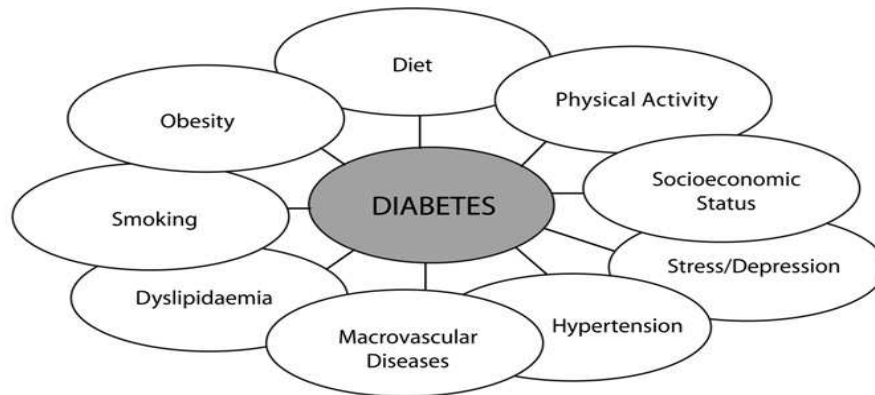 Diet
Physical Activity
Obesity
Socioeconomic
Status
DIABETES
Smoking
Stress/Depression
Dyslipidaemia
Hypertension
Macrovascular
Diseases